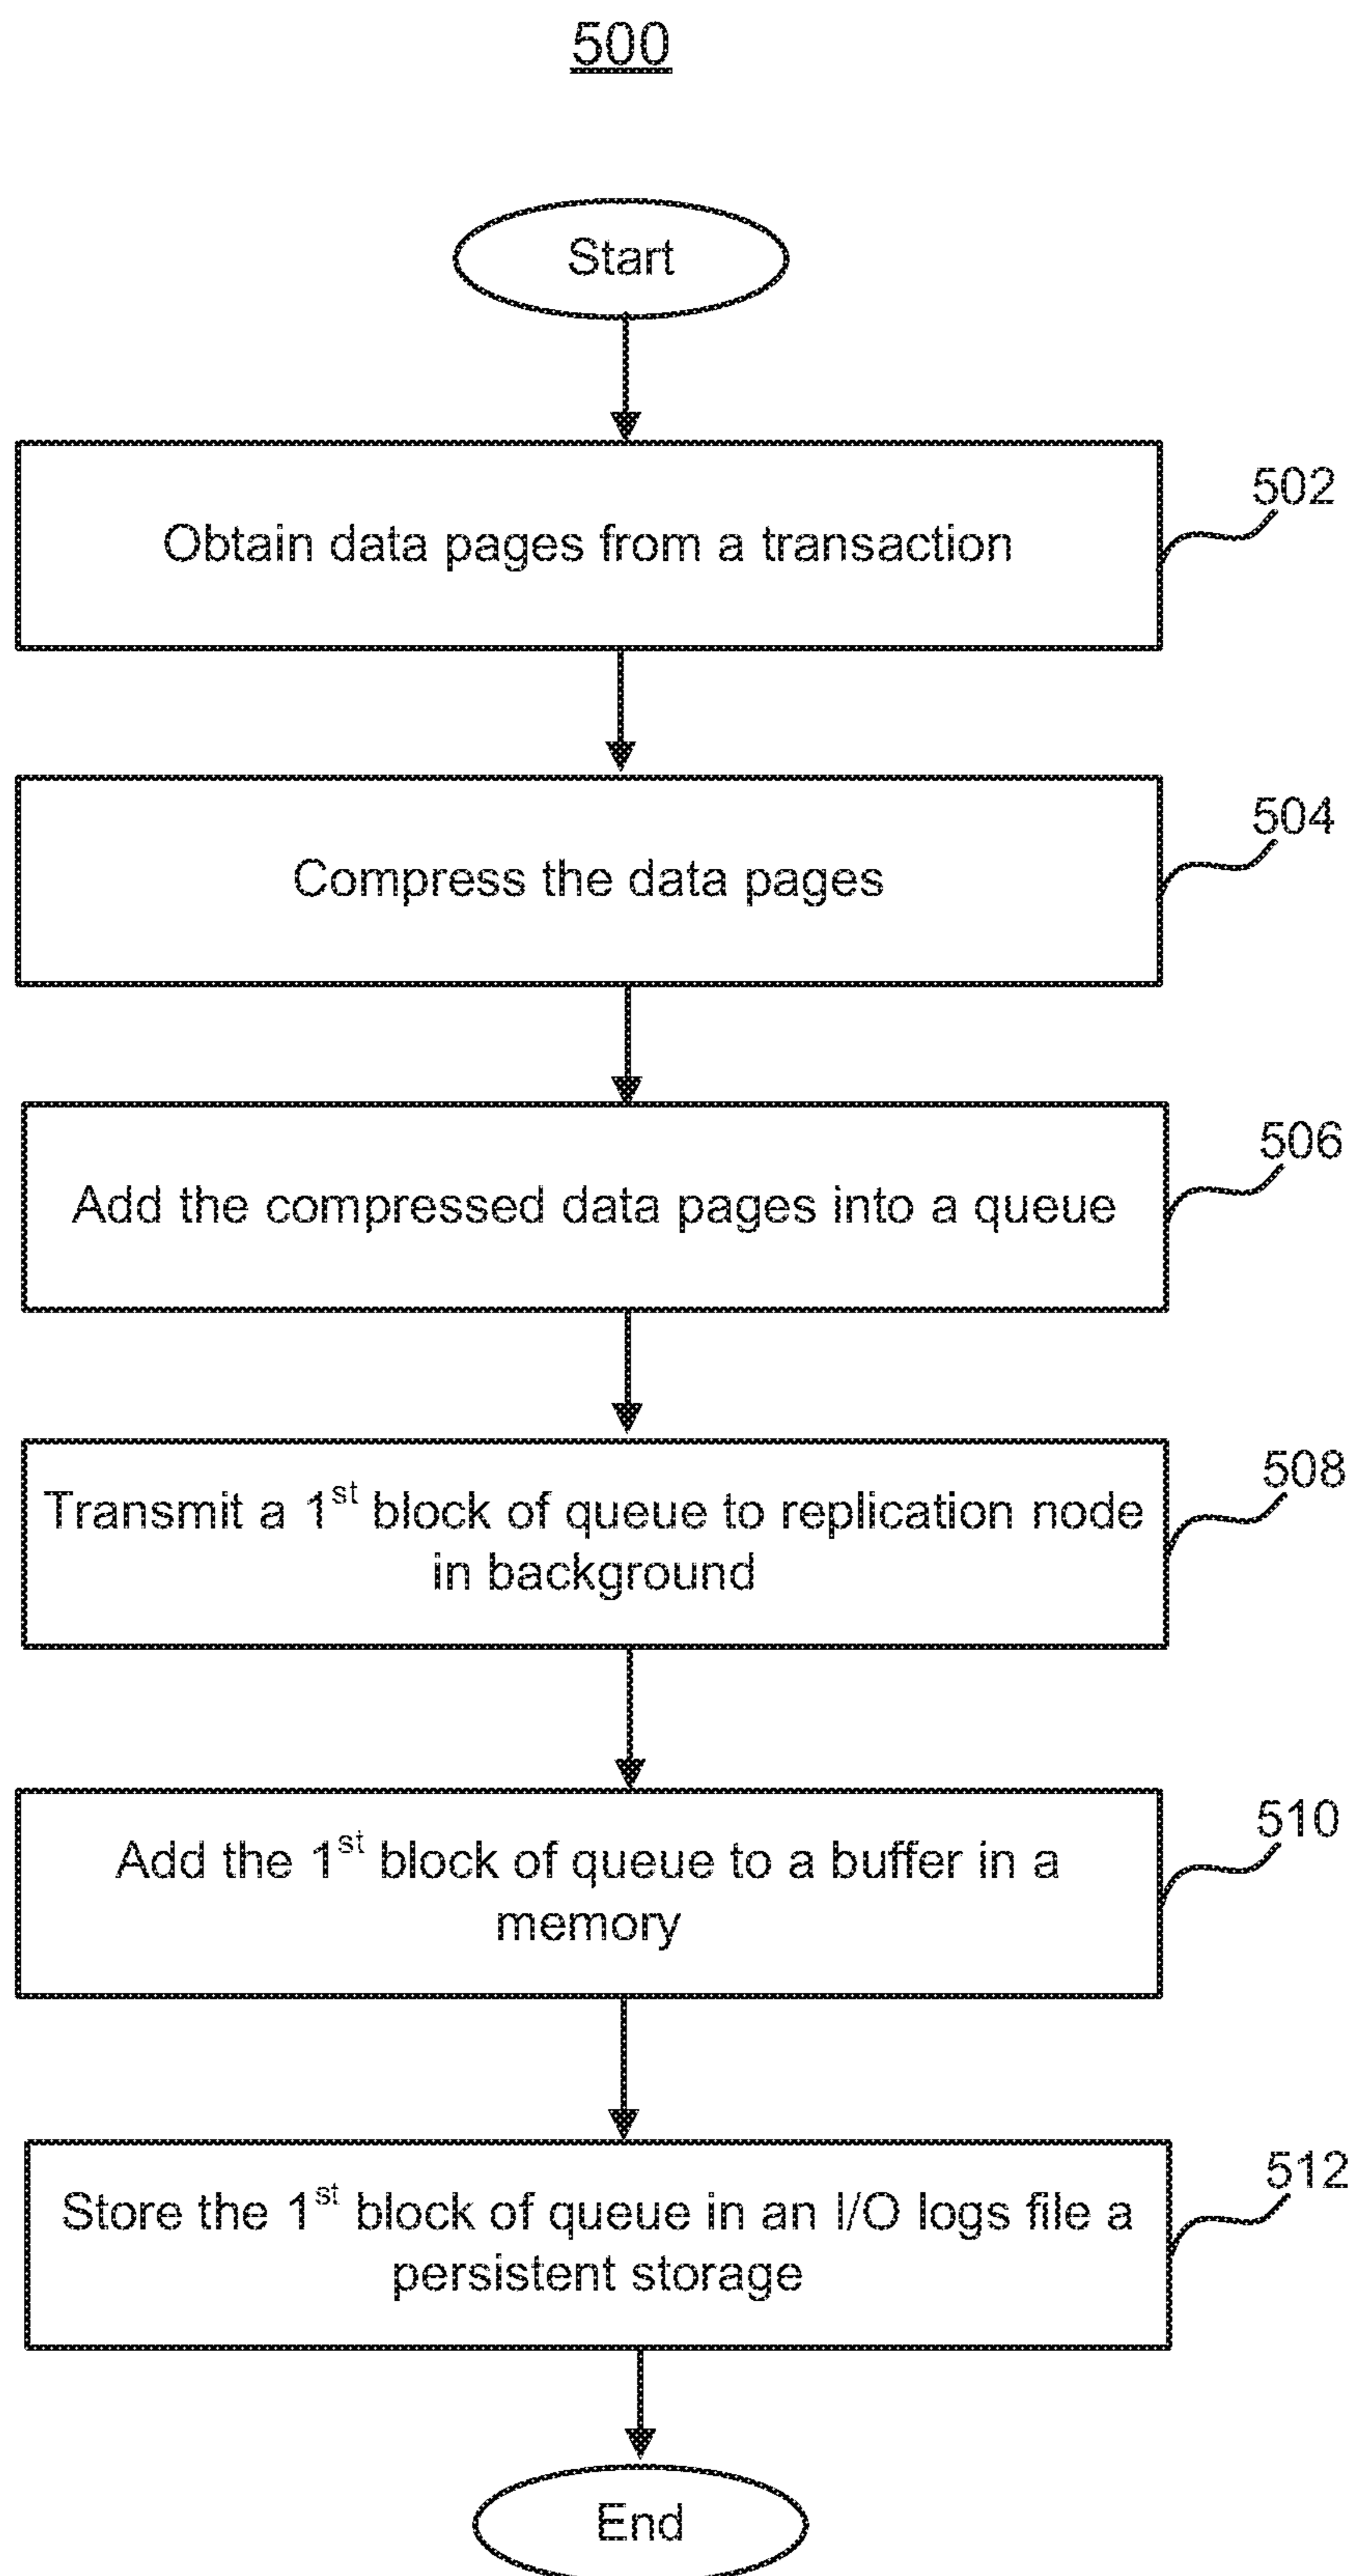 500
Start
Obtain data pages from a transaction
502
Compress the data pages
504
Add the compressed data pages into a queue
506
Transmit a 1st block of queue to replication node
in background
508
Add the 1st block of queue to a buffer in a
memory
510
Store the 1st block of queue in an I/O logs file a
persistent storage
512
End